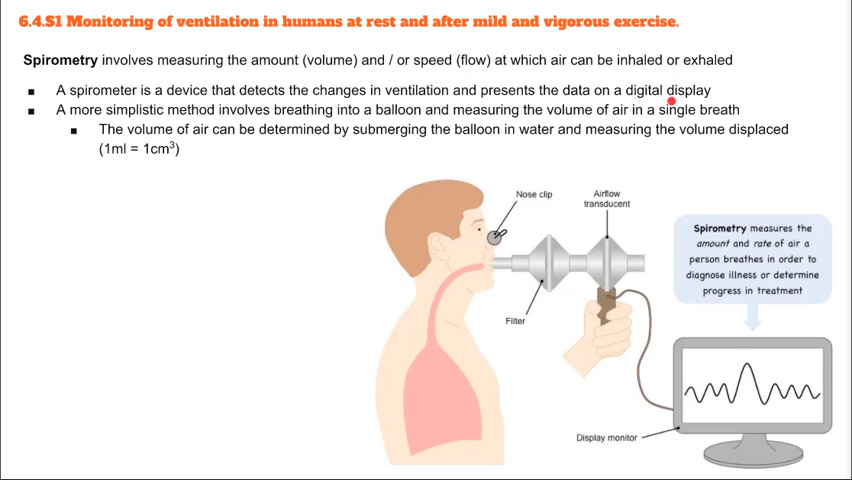 6.4.S1 Monitoring of ventilation in humans at rest and after mild and vigorous exercise.
Spirometry involves measuring the amount (volume) and / or speed (flow) at which air can be inhaled or exhaled
▪ A spirometer is a device that detects the changes in ventilation and presents the data on a digital display
▪ A more simplistic method involves breathing into a balloon and measuring the volume of air in a single breath
▪ The volume of air can be determined by submerging the balloon in water and measuring the volume displaced
(1ml = 1cm³)
Nose clip
Airflow
transducent
Filter
Spirometry measures the
amount and rate of air a
person breathes in order to
diagnose illness or determine
progress in treatment
Display monitor